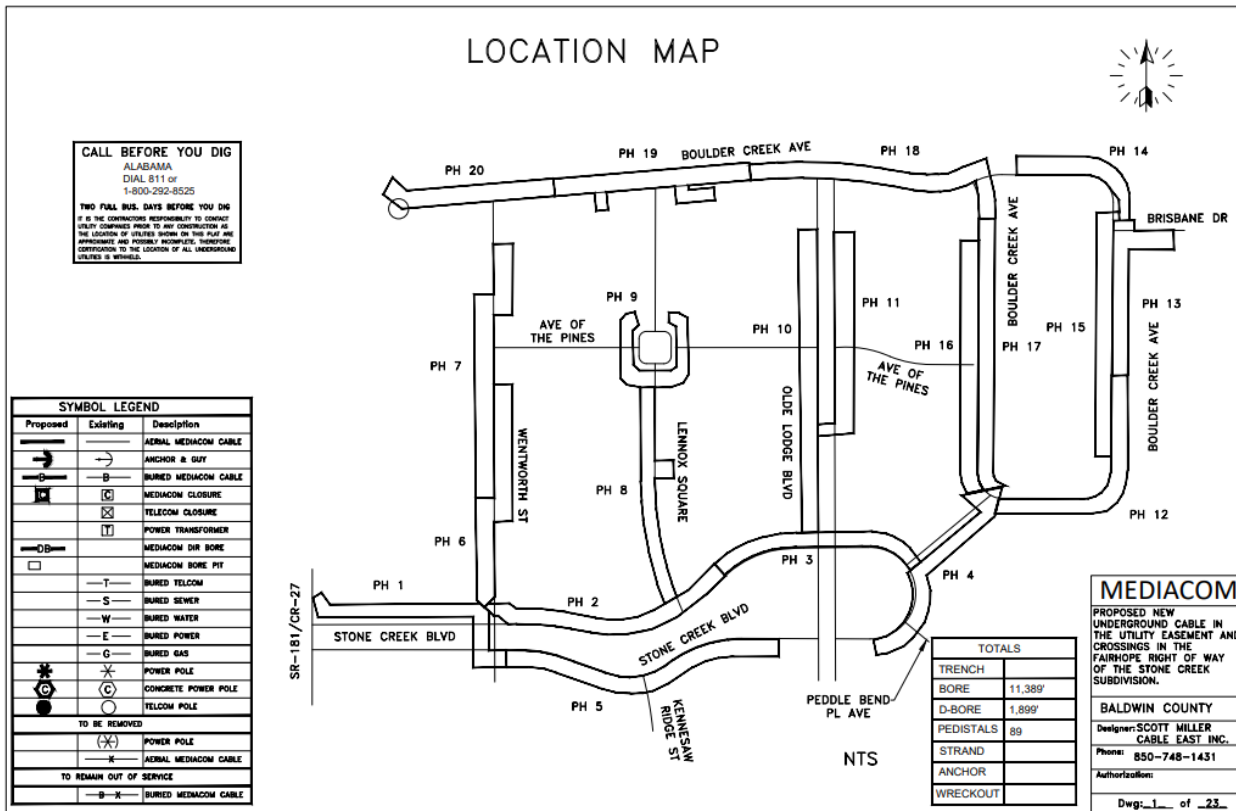 LOCATION MAP
CALL BEFORE YOU DIG
ALABAMA
DIAL 811 or
1-800-292-8525
TWO FULL BUS. DAYS BEFORE YOU DIG
IT IS THE CONTRACTORS RESPONSIBILITY TO CONTACT
UTILITY COMPANIES PRIOR TO ANY CONSTRUCTION AS
THE LOCATION OF UTILITIES SHOWN ON THIS PLAT ARE
APPROXIMATE AND POSSIBLY INCOMPLETE. THEREFORE
CERTIFICATION TO THE LOCATION OF ALL UNDERGROUND
UTILITIES IS WITHHELD.
PH 20
PH 19
BOULDER CREEK AVE
PH 18
PH 14
BRISBANE DR
BOULDER CREEK AVE
PH 9
AVE OF
THE PINES
PH 10
PH 11
PH 16
PH 17
PH 15
PH 13
PH 7
AVE OF
THE PINES
BOULDER CREEK AVE
WENTWORTH ST
LENNOX SQUARE
OLDE LODGE BLVD
PH 8
PH 12
PH 6
PH 3
PH 4
PH 1
PH 2
SR-181/CR-27
STONE CREEK BLVD
STONE CREEK BLVD
PH 5
KENNESAW
RIDGE ST
PEDDLE BEND
PL AVE
NTS
SYMBOL LEGEND
Proposed Existing Desciption
AERIAL MEDIACOM CABLE
ANCHOR & GUY
B B BURIED MEDIACOM CABLE
C C MEDIACOM CLOSURE
TELECOM CLOSURE
T POWER TRANSFORMER
DB MEDIACOM DIR BORE
MEDIACOM BORE PIT
T BURED TELCOM
S BURED SEWER
W BURED WATER
E BURED POWER
G BURED GAS
POWER POLE
C C CONCRETE POWER POLE
TELCOM POLE
TO BE REMOVED
POWER POLE
X AERIAL MEDIACOM CABLE
TO REMAIN OUT OF SERVICE
B X BURIED MEDIACOM CABLE
TOTALS
TRENCH
BORE 11,389'
D-BORE 1,899'
PEDISTALS 89
STRAND
ANCHOR
WRECKOUT
MEDIACOM
PROPOSED NEW
UNDERGROUND CABLE IN
THE UTILITY EASEMENT AND
CROSSINGS IN THE
FAIRHOPE RIGHT OF WAY
OF THE STONE CREEK
SUBDIVISION.
BALDWIN COUNTY
Designer: SCOTT MILLER
CABLE EAST INC.
Phone: 850-748-1431
Authorization:
Dwg: 1 of 23